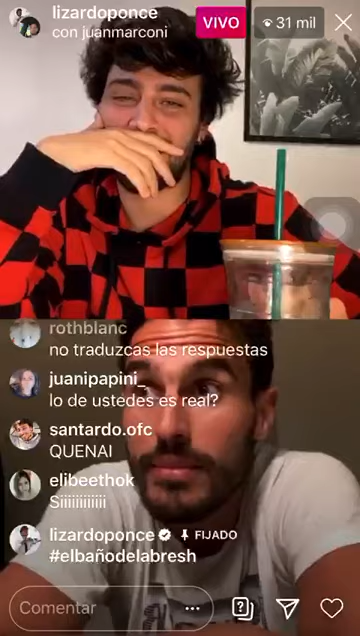 lizardoponce
con juanmarconi
VIVO
31 mil
rothblanc
no traduzcas las respuestas
juanipapini_
lo de ustedes es real?
santardo.ofc
QUENAI
elibeethok
Siiiiiiiiiiii
lizardoponce FIJADO
#elbañodelabresh
Comentar